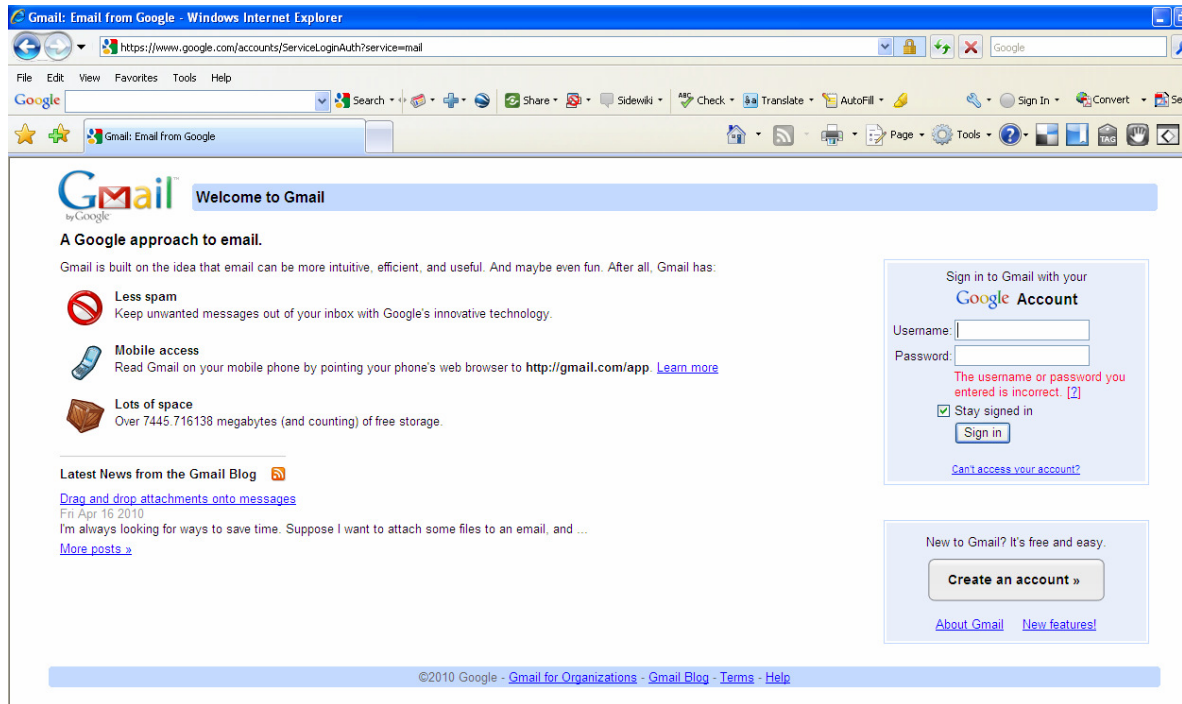 Gmail: Email from Google - Windows Internet Explorer
https://www.google.com/accounts/ServiceLoginAuth?service=mail
Google
File Edit View Favorites Tools Help
Google Search Share Sidewiki ABC Check Translate AutoFill Sign In Convert Se
Gmail: Email from Google
Page Tools TAG
Gmail™
by Google
Welcome to Gmail
A Google approach to email.
Gmail is built on the idea that email can be more intuitive, efficient, and useful. And maybe even fun. After all, Gmail has:
Less spam
Keep unwanted messages out of your inbox with Google's innovative technology.
Mobile access
Read Gmail on your mobile phone by pointing your phone's web browser to http://gmail.com/app. Learn more
Lots of space
Over 7445.716138 megabytes (and counting) of free storage.
Latest News from the Gmail Blog
Drag and drop attachments onto messages
Fri Apr 16 2010
I'm always looking for ways to save time. Suppose I want to attach some files to an email, and ...
More posts »
Sign in to Gmail with your
Google Account
Username:
Password:
The username or password you
entered is incorrect. [?]
Stay signed in
Sign in
Can't access your account?
New to Gmail? It's free and easy.
Create an account »
About Gmail New features!
©2010 Google - Gmail for Organizations - Gmail Blog - Terms - Help